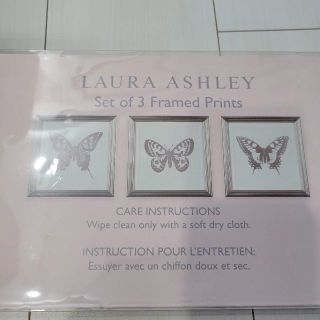 LAURA ASHLEY
Set of 3 Framed Prints
CARE INSTRUCTIONS
Wipe clean only with a soft dry cloth.
INSTRUCTION POUR L'ENTRETIEN:
Essuyer avec un chiffon doux et sec.